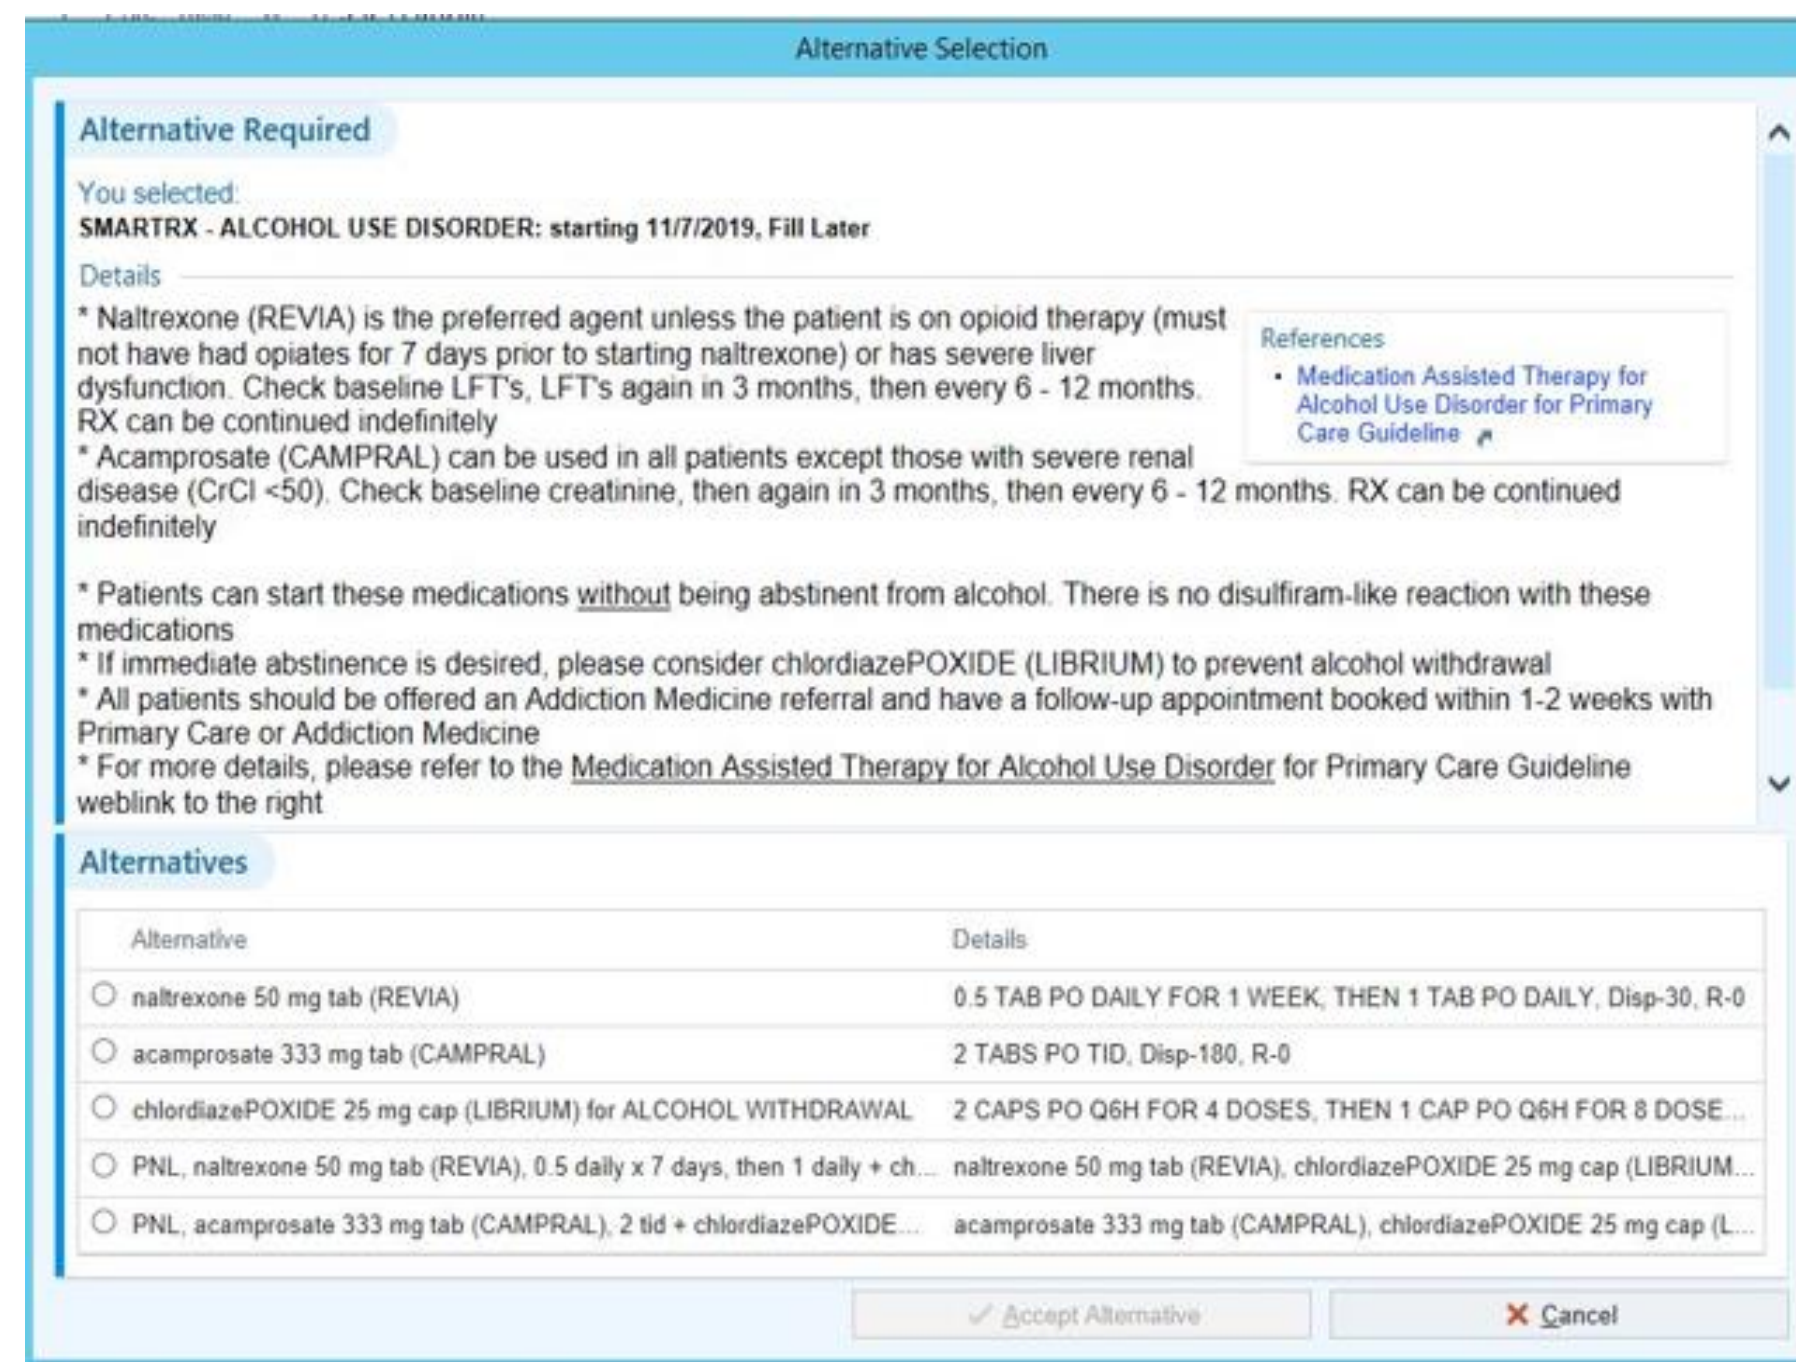 Alternative Selection
Alternative Required
You selected:
SMARTRX - ALCOHOL USE DISORDER: starting 11/7/2019, Fill Later
Details
* Naltrexone (REVIA) is the preferred agent unless the patient is on opioid therapy (must
not have had opiates for 7 days prior to starting naltrexone) or has severe liver
dysfunction. Check baseline LFT's, LFT's again in 3 months, then every 6 - 12 months.
RX can be continued indefinitely
* Acamprosate (CAMPRAL) can be used in all patients except those with severe renal
disease (CrCl <50). Check baseline creatinine, then again in 3 months, then every 6 - 12 months. RX can be continued
indefinitely
References
• Medication Assisted Therapy for
Alcohol Use Disorder for Primary
Care Guideline
* Patients can start these medications without being abstinent from alcohol. There is no disulfiram-like reaction with these
medications
* If immediate abstinence is desired, please consider chlordiazePOXIDE (LIBRIUM) to prevent alcohol withdrawal
* All patients should be offered an Addiction Medicine referral and have a follow-up appointment booked within 1-2 weeks with
Primary Care or Addiction Medicine
* For more details, please refer to the Medication Assisted Therapy for Alcohol Use Disorder for Primary Care Guideline
weblink to the right
Alternatives
Alternative Details
naltrexone 50 mg tab (REVIA) 0.5 TAB PO DAILY FOR 1 WEEK, THEN 1 TAB PO DAILY, Disp-30, R-0
acamprosate 333 mg tab (CAMPRAL) 2 TABS PO TID, Disp-180, R-0
chlordiazePOXIDE 25 mg cap (LIBRIUM) for ALCOHOL WITHDRAWAL 2 CAPS PO Q6H FOR 4 DOSES, THEN 1 CAP PO Q6H FOR 8 DOSE...
PNL, naltrexone 50 mg tab (REVIA), 0.5 daily x 7 days, then 1 daily + ch... naltrexone 50 mg tab (REVIA), chlordiazePOXIDE 25 mg cap (LIBRIUM...
PNL, acamprosate 333 mg tab (CAMPRAL), 2 tid + chlordiazePOXIDE... acamprosate 333 mg tab (CAMPRAL), chlordiazePOXIDE 25 mg cap (L...
Accept Alternative Cancel